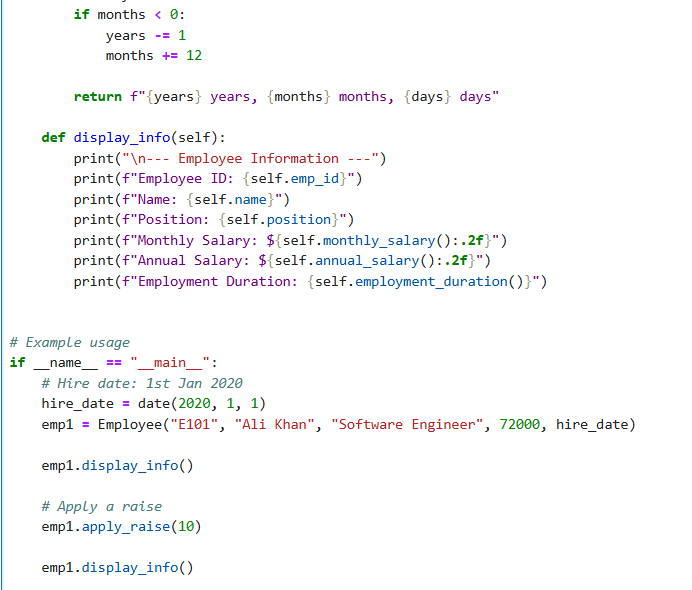 if months < 0:
            years -= 1
            months += 12

        return f"{years} years, {months} months, {days} days"

    def display_info(self):
        print("\n--- Employee Information ---")
        print(f"Employee ID: {self.emp_id}")
        print(f"Name: {self.name}")
        print(f"Position: {self.position}")
        print(f"Monthly Salary: ${self.monthly_salary():.2f}")
        print(f"Annual Salary: ${self.annual_salary():.2f}")
        print(f"Employment Duration: {self.employment_duration()}")


# Example usage
if __name__ == "__main__":
    # Hire date: 1st Jan 2020
    hire_date = date(2020, 1, 1)
    emp1 = Employee("E101", "Ali Khan", "Software Engineer", 72000, hire_date)

    emp1.display_info()

    # Apply a raise
    emp1.apply_raise(10)

    emp1.display_info()